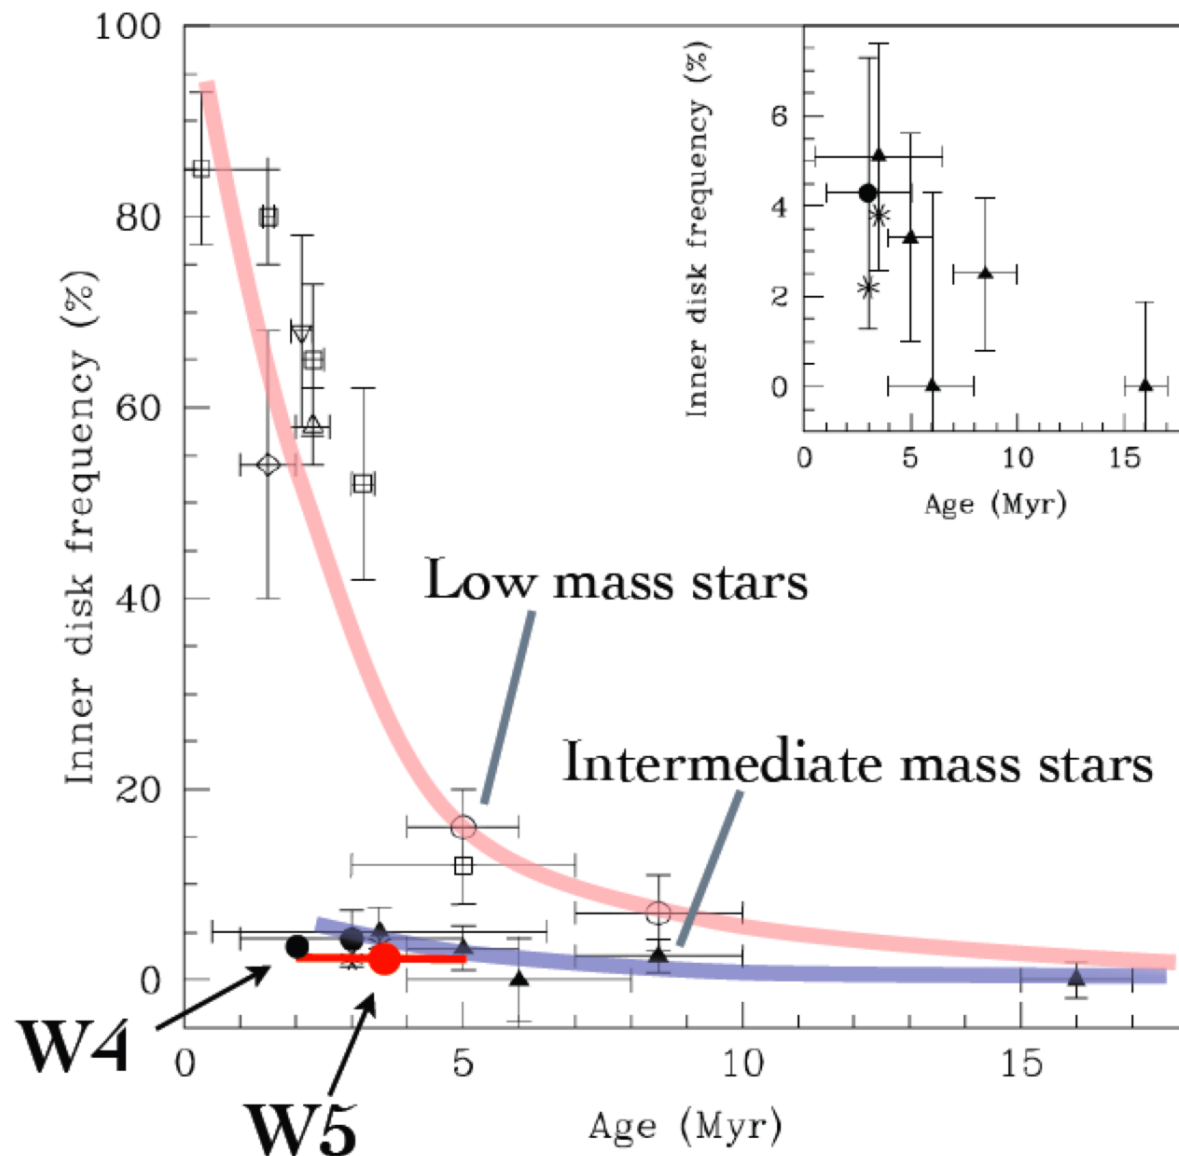 100
80
60
40
20
0
Inner disk frequency (%)
0 5 10 15
Age (Myr)
6
4
2
0
Inner disk frequency (%)
0 5 10 15
Age (Myr)
Low mass stars
Intermediate mass stars
W4
W5